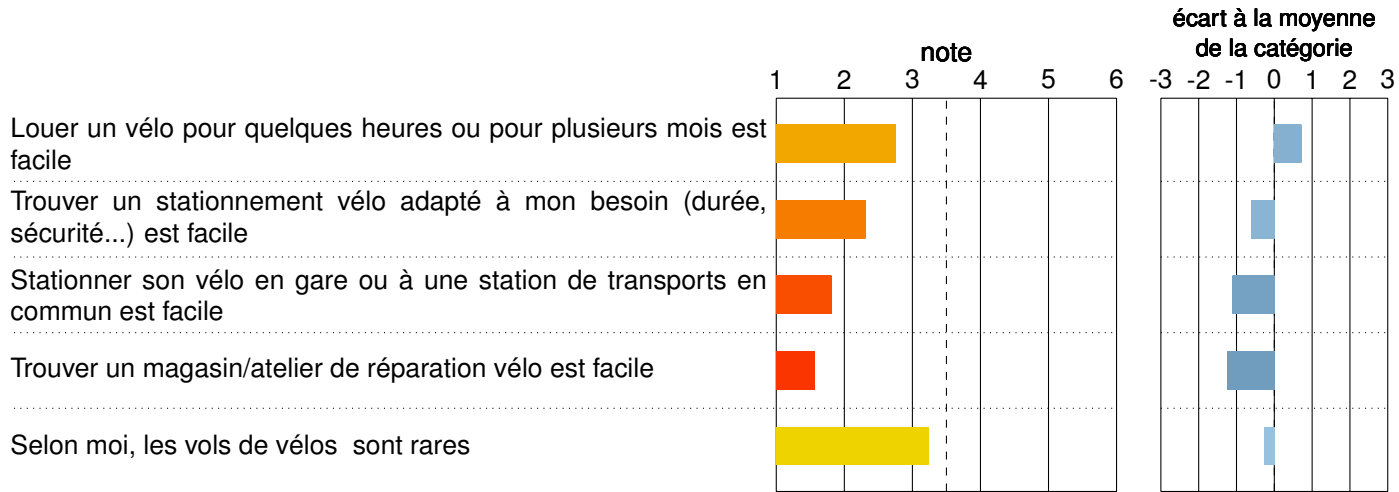 écart à la moyenne
de la catégorie
note
1 2 3 4 5 6
-3 -2 -1 0 1 2 3
Louer un vélo pour quelques heures ou pour plusieurs mois est
facile
Trouver un stationnement vélo adapté à mon besoin (durée,
sécurité...) est facile
Stationner son vélo en gare ou à une station de transports en
commun est facile
Trouver un magasin/atelier de réparation vélo est facile
Selon moi, les vols de vélos sont rares